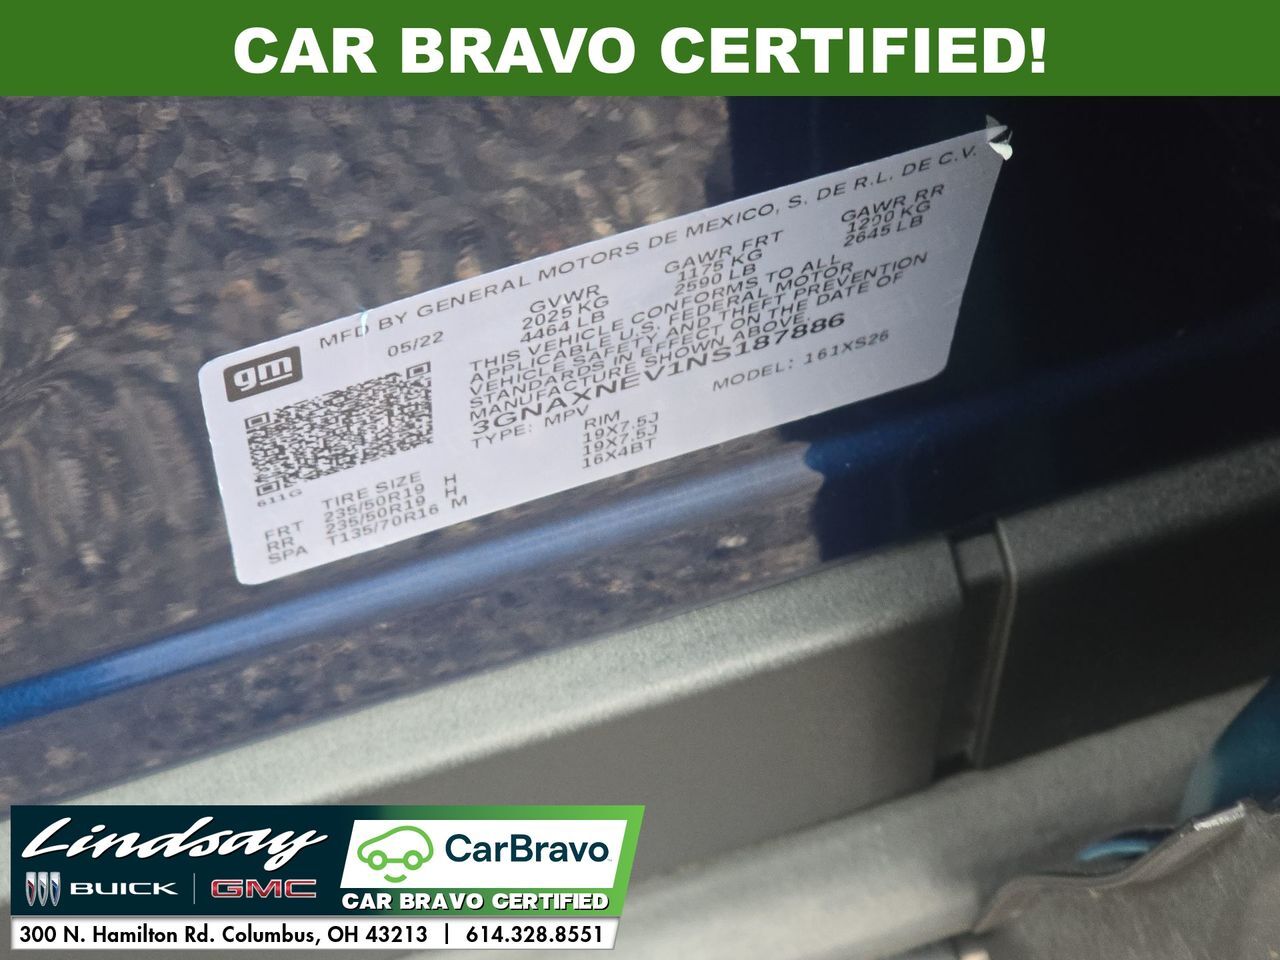 CAR BRAVO CERTIFIED!
MFD BY GENERAL MOTORS DE MEXICO, S. DE R.L. DE C.V.
gm
05/22
GVWR GAWR FRT GAWR RR
2025 KG 1175 KG 1200 KG
4464 LB 2590 LB 2645 LB
THIS VEHICLE CONFORMS TO ALL
APPLICABLE U.S. FEDERAL MOTOR
VEHICLE SAFETY AND THEFT PREVENTION
STANDARDS IN EFFECT ON THE DATE OF
MANUFACTURE SHOWN ABOVE.
3GNAXNEV1NS187886
TYPE: MPV MODEL: 161XS26
611G
TIRE SIZE RIM
FRT 235/50R19 H 19X7.5J
RR 235/50R19 H 19X7.5J
SPA T135/70R16 M 16X4BT
Lindsay
BUICK | GMC
CarBravo
CAR BRAVO CERTIFIED
300 N. Hamilton Rd. Columbus, OH 43213 | 614.328.8551